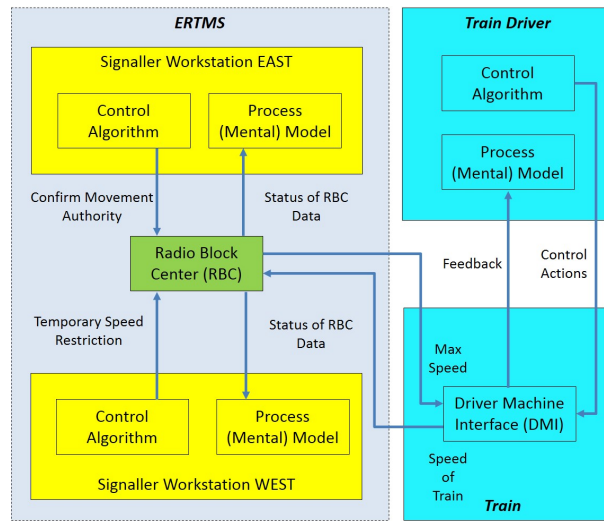 ERTMS
Signaller Workstation EAST
Control
Algorithm
Process
(Mental) Model
Confirm Movement
Authority
Status of RBC
Data
Radio Block
Center (RBC)
Temporary Speed
Restriction
Status of RBC
Data
Control
Algorithm
Process
(Mental) Model
Signaller Workstation WEST
Train Driver
Control
Algorithm
Process
(Mental) Model
Feedback
Control
Actions
Max
Speed
Driver Machine
Interface (DMI)
Speed
of
Train
Train